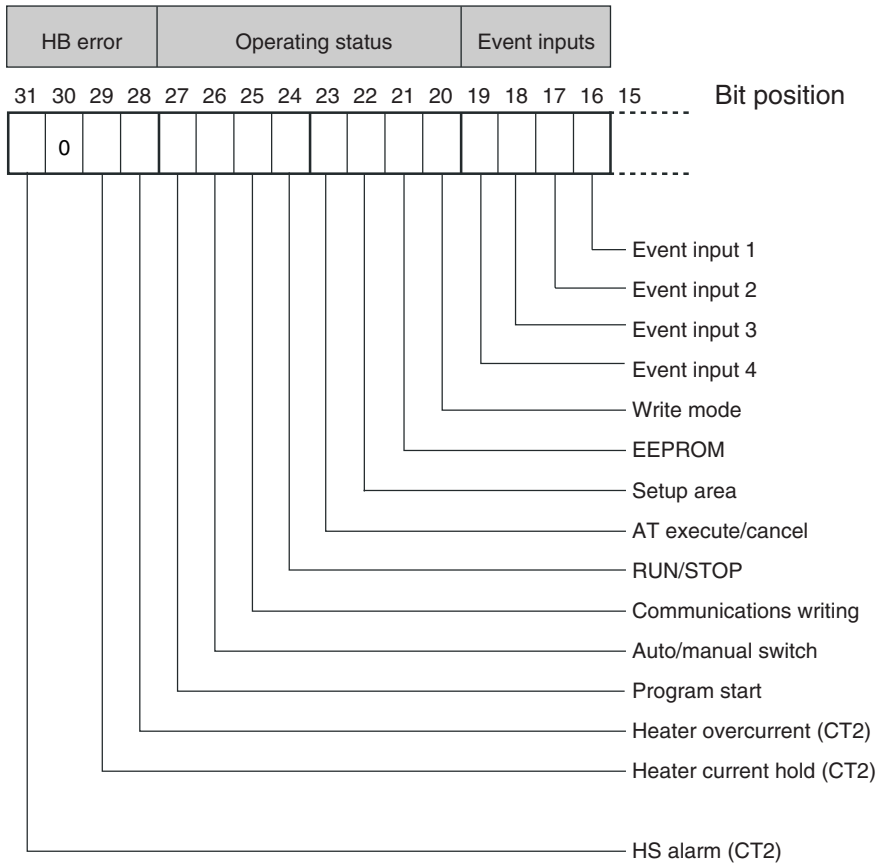 HB error Operating status Event inputs
31 30 29 28 27 26 25 24 23 22 21 20 19 18 17 16 15 Bit position
0
Event input 1
Event input 2
Event input 3
Event input 4
Write mode
EEPROM
Setup area
AT execute/cancel
RUN/STOP
Communications writing
Auto/manual switch
Program start
Heater overcurrent (CT2)
Heater current hold (CT2)
HS alarm (CT2)